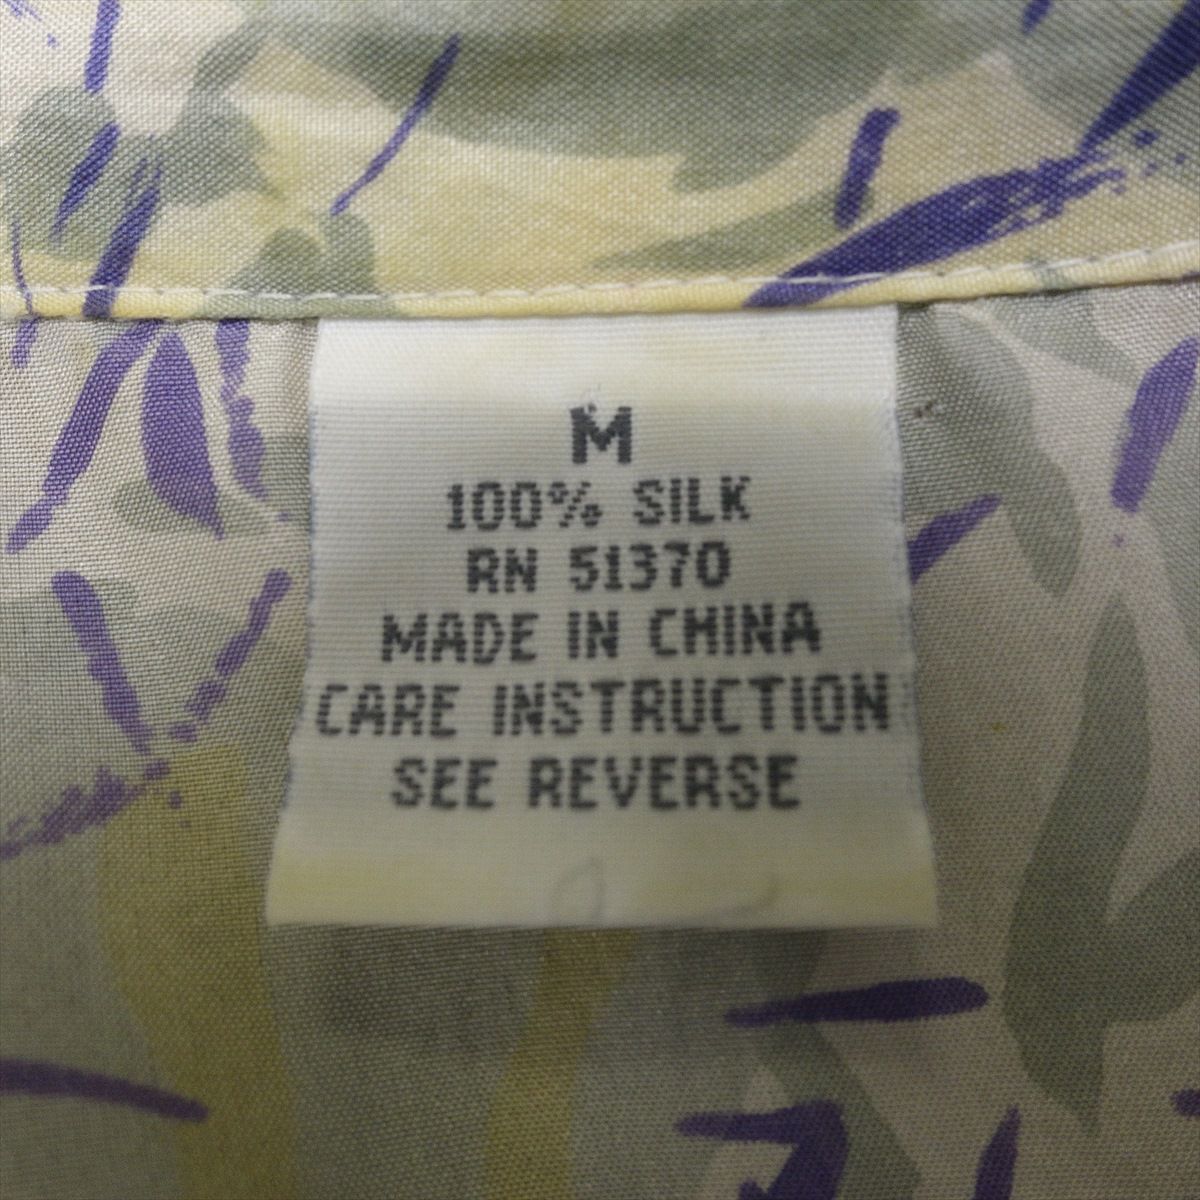 M
100% SILK
RN 51370
MADE IN CHINA
CARE INSTRUCTION
SEE REVERSE